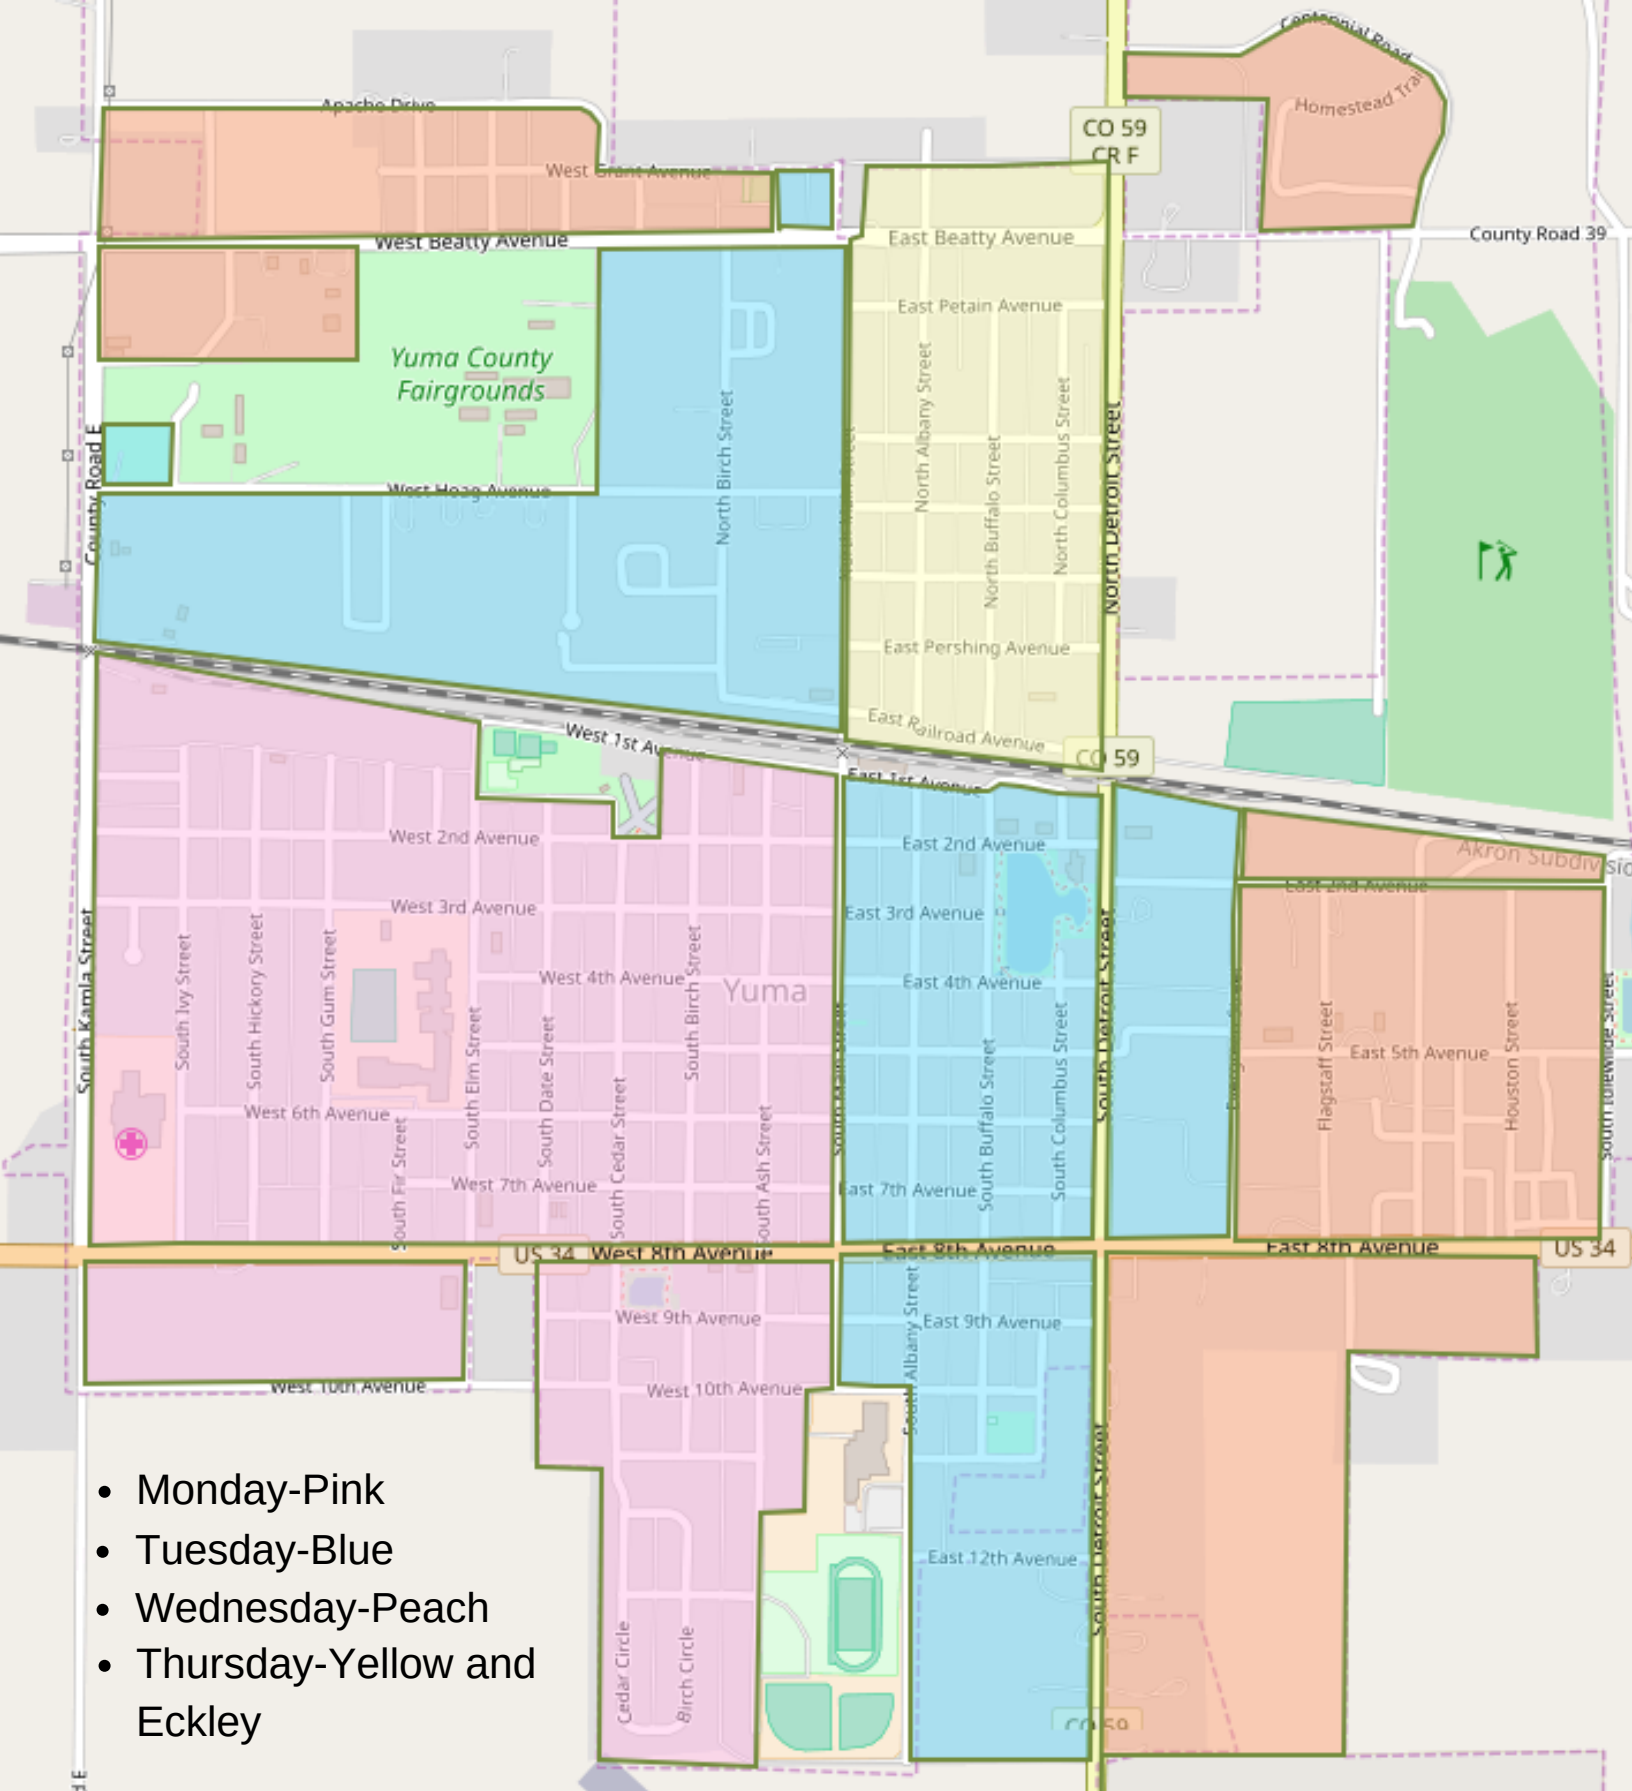 Centennial Road
Apache Drive
Homestead Trail
CO 59
CR F
West Grant Avenue
West Beatty Avenue
East Beatty Avenue
County Road 39
East Petain Avenue
Yuma County
Fairgrounds
North Birch Street
North Albany Street
North Buffalo Street
North Columbus Street
North Detroit Street
County Road E
West Hoag Avenue
East Pershing Avenue
East Railroad Avenue
West 1st Avenue
CO 59
East 1st Avenue
West 2nd Avenue
East 2nd Avenue
Akron Subdivisio
East 2nd Avenue
West 3rd Avenue
East 3rd Avenue
South Kamla Street
South Ivy Street
South Hickory Street
South Gum Street
West 4th Avenue
South Birch Street
Yuma
East 4th Avenue
South Main Street
South Elm Street
South Date Street
South Cedar Street
South Ash Street
South Fir Street
South Buffalo Street
South Columbus Street
South Detroit Street
Flagstaff Street
East 5th Avenue
Houston Street
South Idlewilde Street
West 6th Avenue
West 7th Avenue
East 7th Avenue
US 34
West 8th Avenue
East 8th Avenue
East 8th Avenue
US 34
West 9th Avenue
South Albany Street
East 9th Avenue
West 10th Avenue
West 10th Avenue
South Detroit Street
East 12th Avenue
Cedar Circle
Birch Circle
CO 59
• Monday-Pink
• Tuesday-Blue
• Wednesday-Peach
• Thursday-Yellow and
Eckley
d E